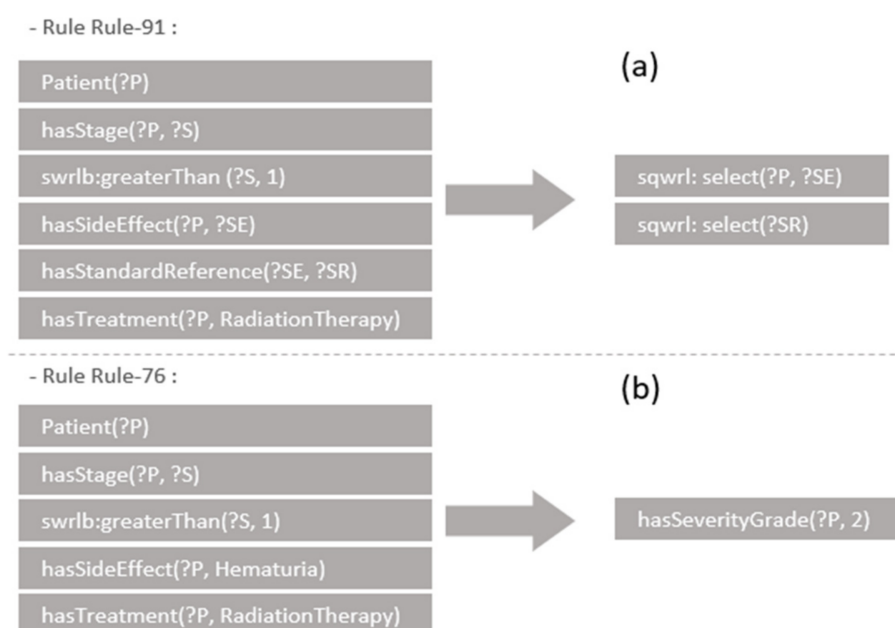 - Rule Rule-91 :
(a)
Patient(?P)
hasStage(?P, ?S)
swrlb:greaterThan (?S, 1)
hasSideEffect(?P, ?SE)
hasStandardReference(?SE, ?SR)
hasTreatment(?P, RadiationTherapy)
sqwrl: select(?P, ?SE)
sqwrl: select(?SR)
- Rule Rule-76 :
(b)
Patient(?P)
hasStage(?P, ?S)
swrlb:greaterThan(?S, 1)
hasSideEffect(?P, Hematuria)
hasTreatment(?P, RadiationTherapy)
hasSeverityGrade(?P, 2)